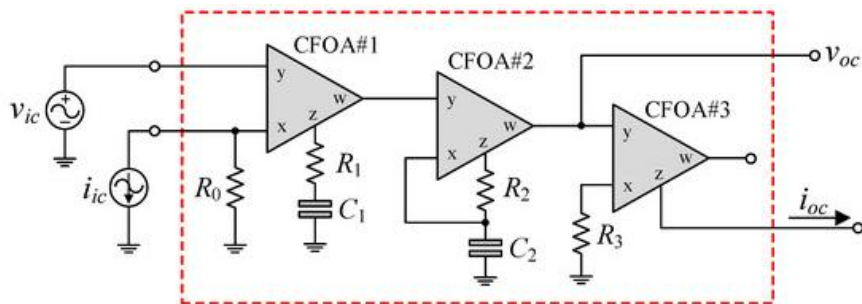 CFOA#1
y
w
z
x
CFOA#2
y
w
z
x
CFOA#3
y
w
z
x
v_oc
v_ic
i_ic
R_0
R_1
C_1
R_2
C_2
R_3
i_oc